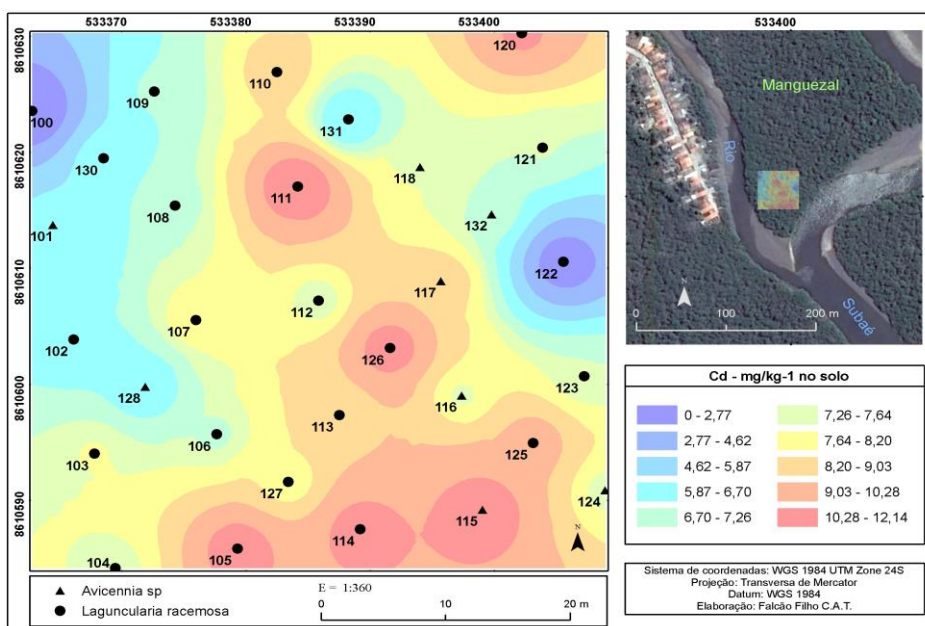 533370 533380 533390 533400
533400
8610630
8610620
8610610
8610600
8610590
120
110
109
100
131
121
130
118
111
108
132
101
122
117
112
107
126
102
123
128
116
113
106
125
103
127
124
115
114
105
104
N
Manguezal
Rio
Subaé
0 100 200 m
Cd - mg/kg-1 no solo
0 - 2,77
2,77 - 4,62
4,62 - 5,87
5,87 - 6,70
6,70 - 7,26
7,26 - 7,64
7,64 - 8,20
8,20 - 9,03
9,03 - 10,28
10,28 - 12,14
Avicennia sp
Laguncularia racemosa
E = 1:360
0 10 20 m
Sistema de coordenadas: WGS 1984 UTM Zone 24S
Projeção: Transversa de Mercator
Datum: WGS 1984
Elaboração: Falcão Filho C.A.T.